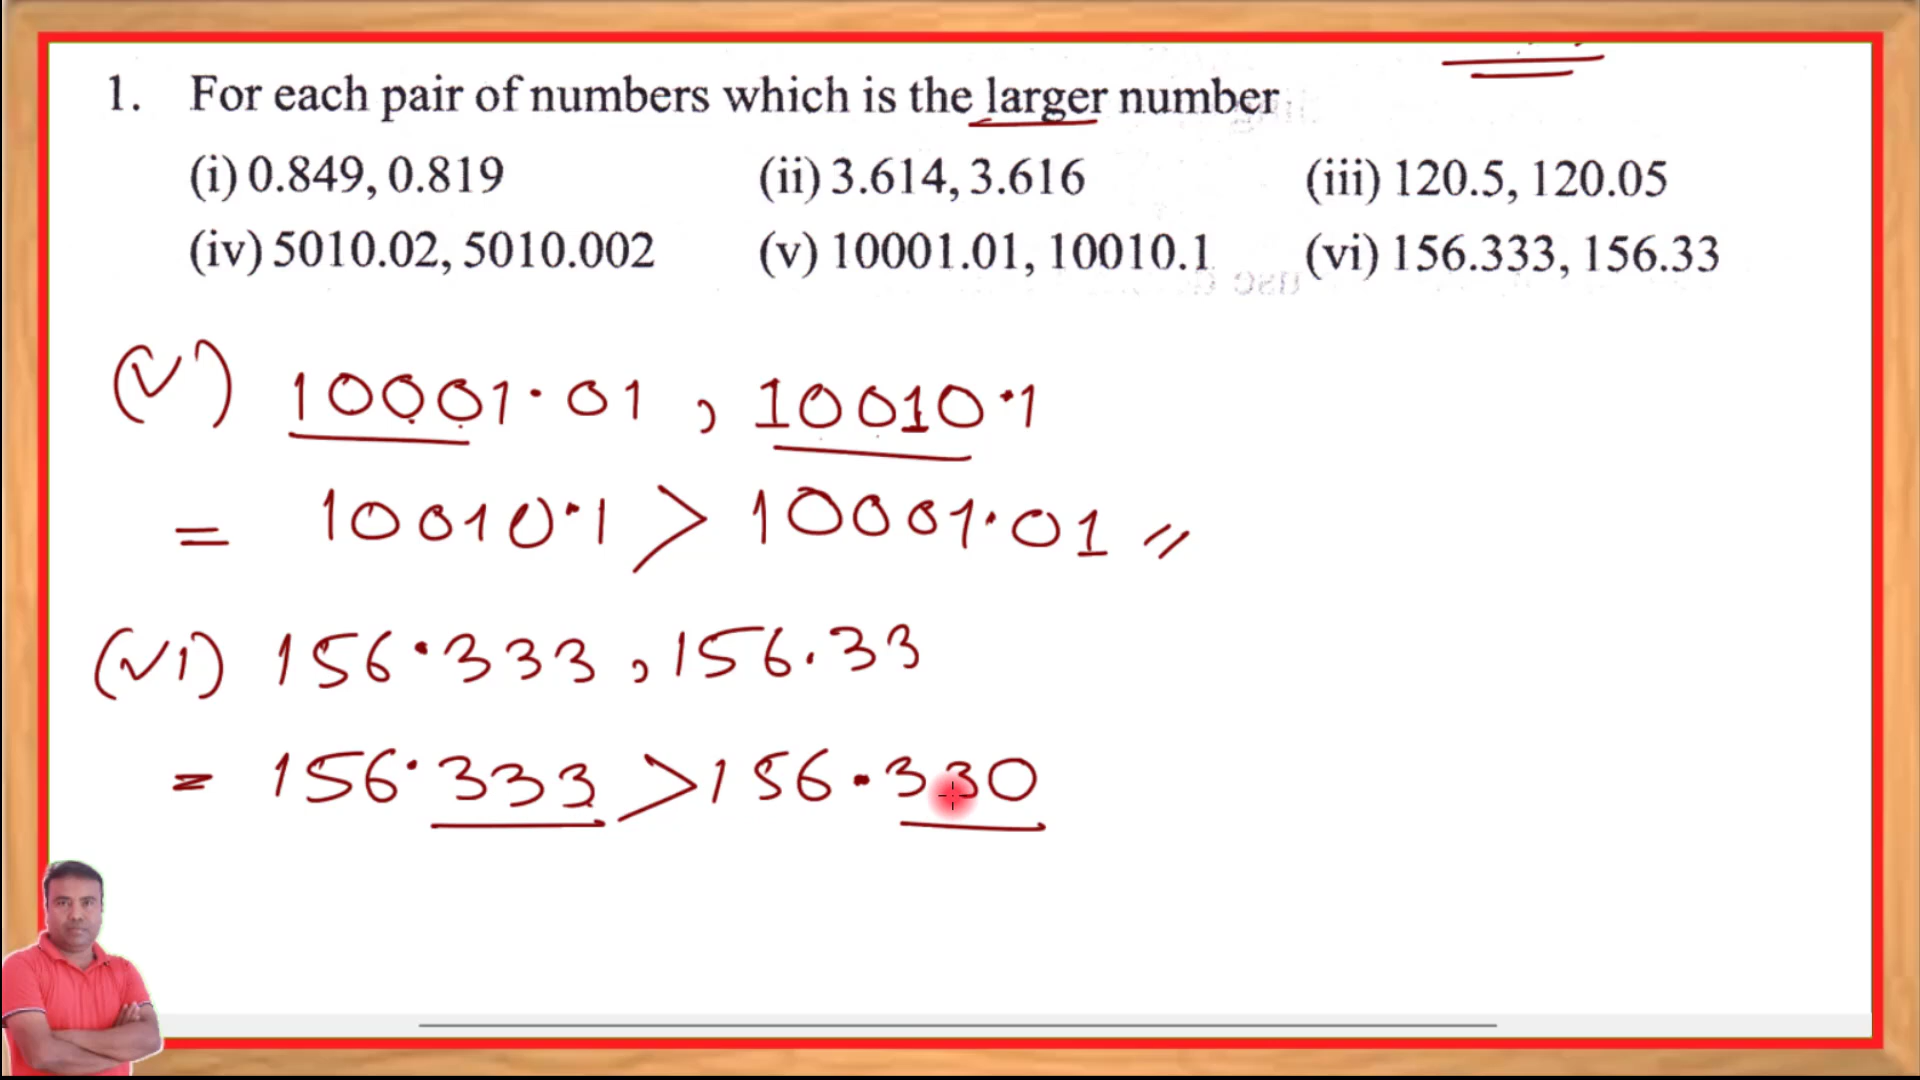 1. For each pair of numbers which is the larger number
(i) 0.849, 0.819 (ii) 3.614, 3.616 (iii) 120.5, 120.05
(iv) 5010.02, 5010.002 (v) 10001.01, 10010.1 (vi) 156.333, 156.33
(V) 10001.01 , 10010.1
= 10010.1 > 10001.01 //
(VI) 156.333 , 156.33
= 156.333 > 156.330